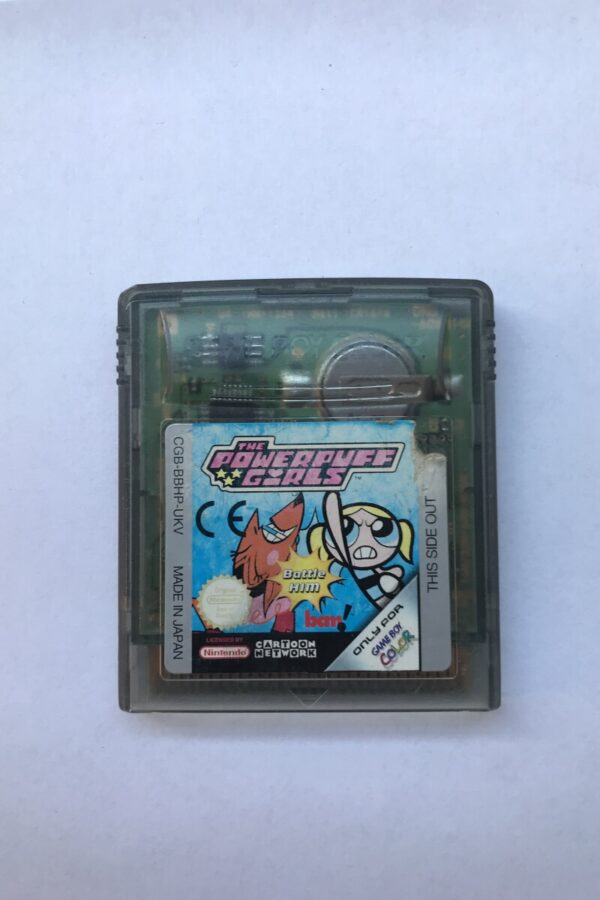 CGB-BBHP-UKV MADE IN JAPAN
THE
POWERPUFF
GIRLS™
CE
Battle
HIM
bam!
LICENSED BY
Nintendo
CARTOON
NETWORK
ONLY FOR
GAME BOY
COLOR
THIS SIDE OUT